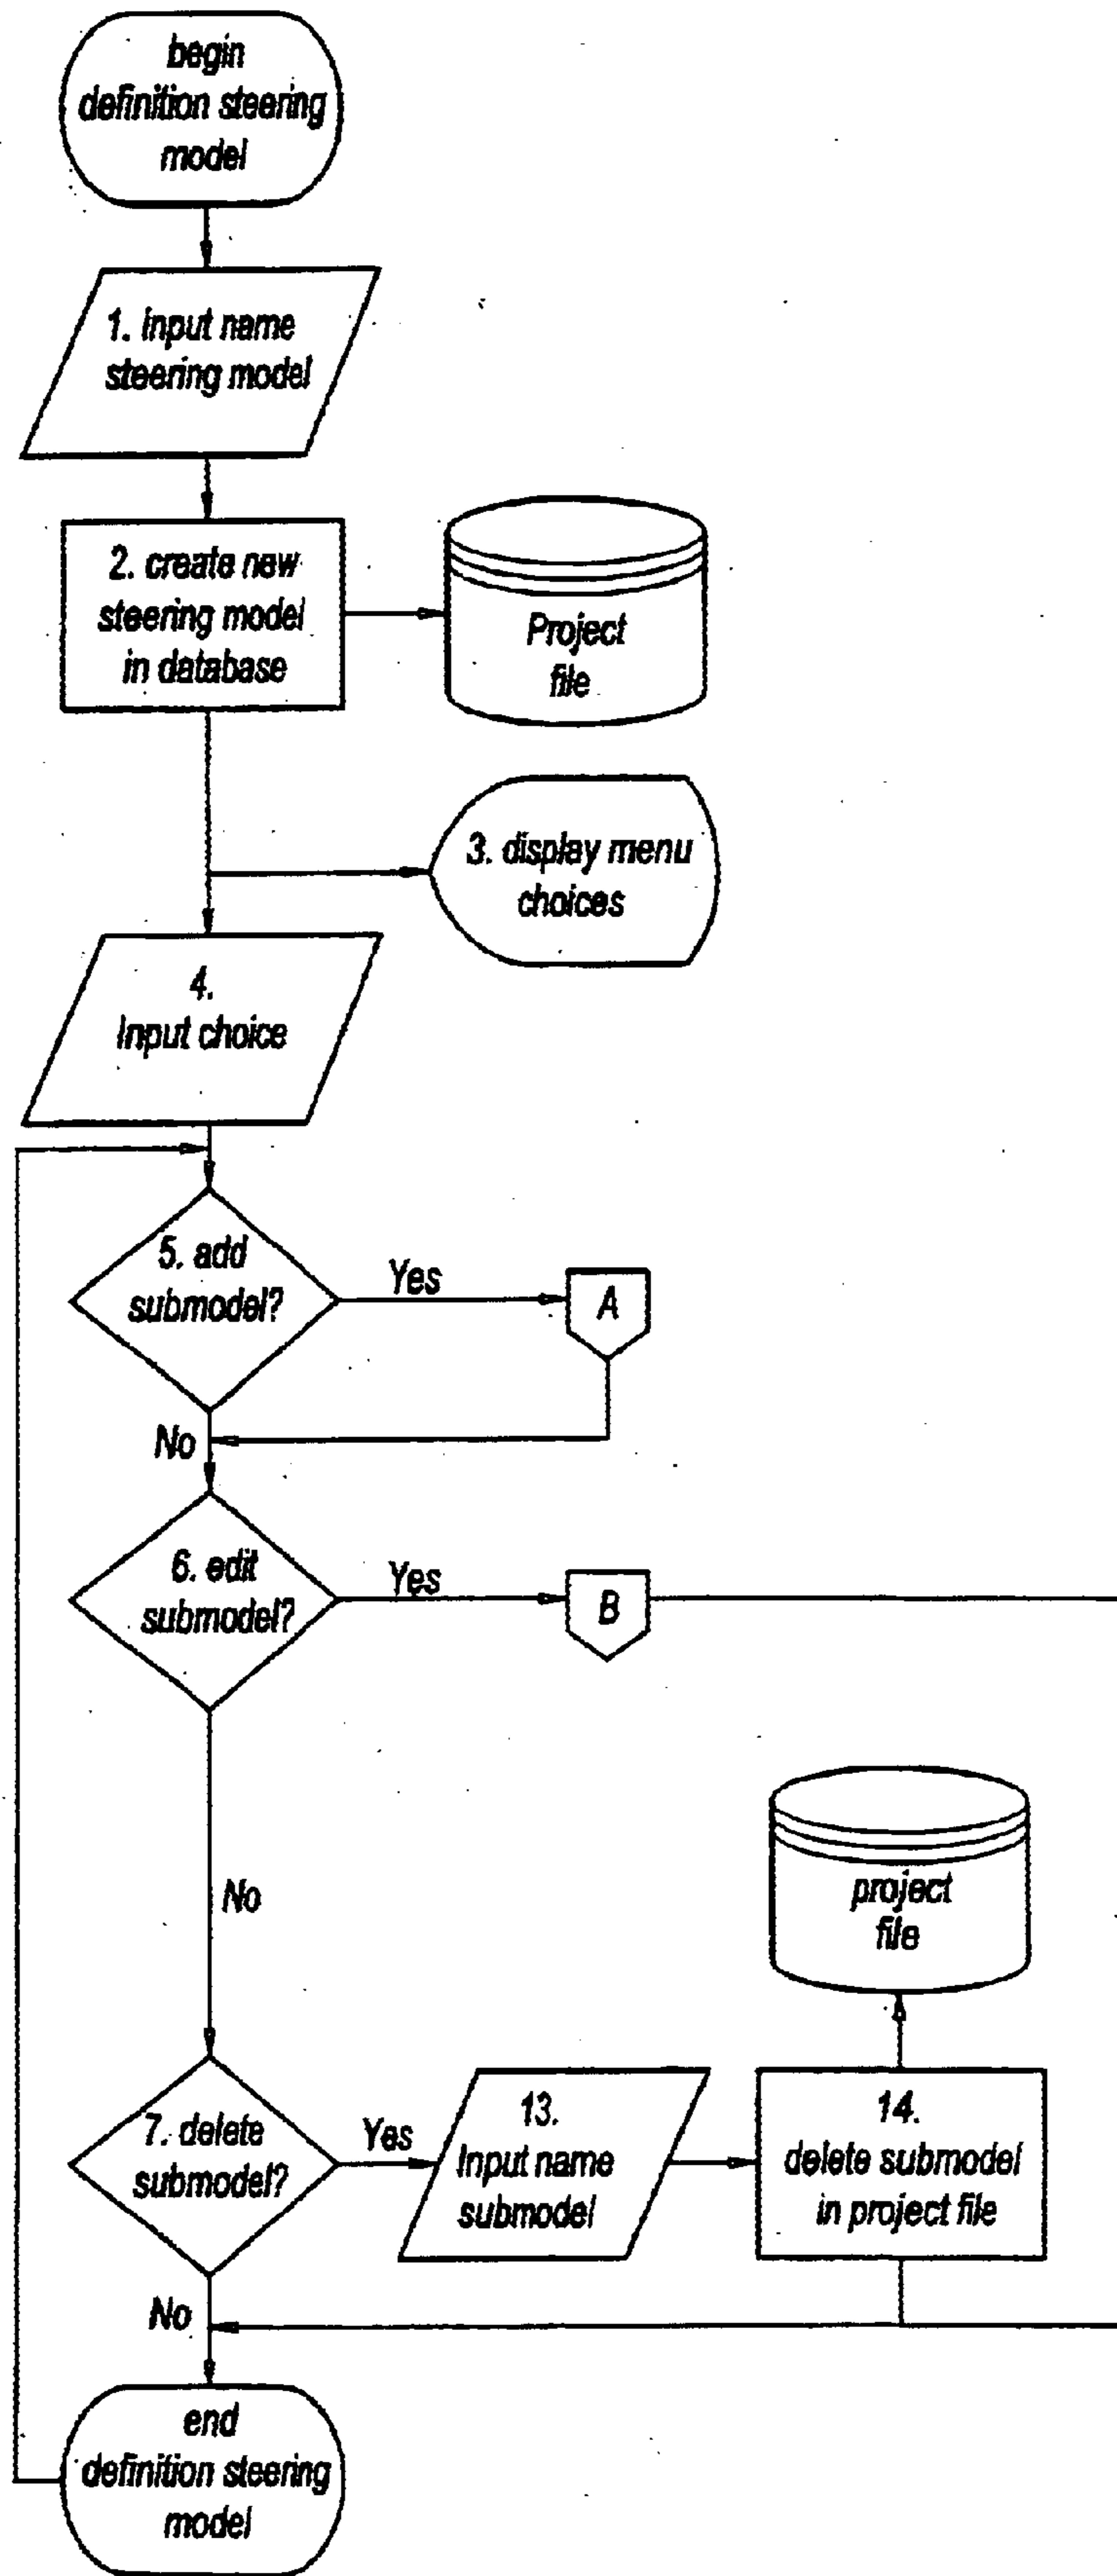 begin
definition steering
model
1. input name
steering model
2. create new
steering model
in database
Project
file
3. display menu
choices
4.
Input choice
5. add
submodel?
Yes
A
No
6. edit
submodel?
Yes
B
No
project
file
7. delete
submodel?
Yes
13.
Input name
submodel
14.
delete submodel
in project file
No
end
definition steering
model